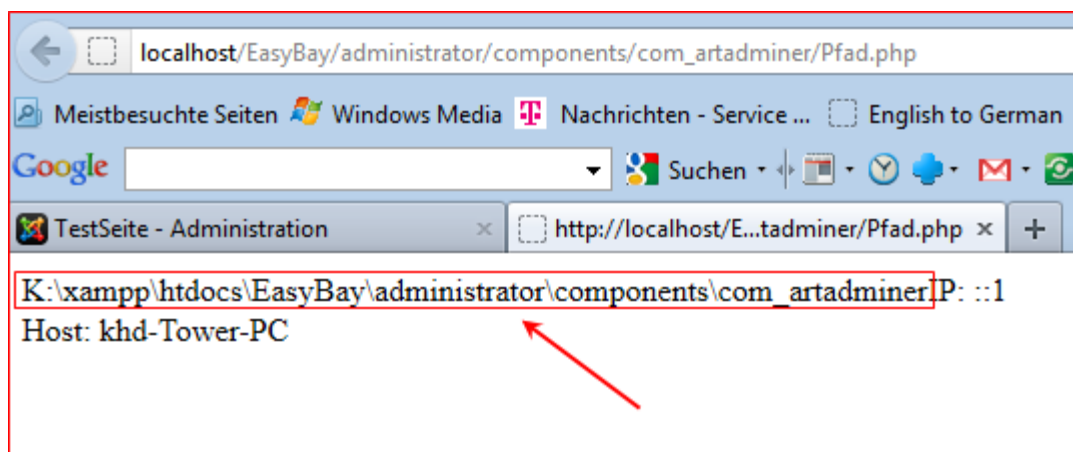 localhost/EasyBay/administrator/components/com_artadminer/Pfad.php
Meistbesuchte Seiten Windows Media T Nachrichten - Service ... English to German
Google Suchen
TestSeite - Administration × http://localhost/E...tadminer/Pfad.php × +
K:\xampp\htdocs\EasyBay\administrator\components\com_artadminerIP: ::1
Host: khd-Tower-PC